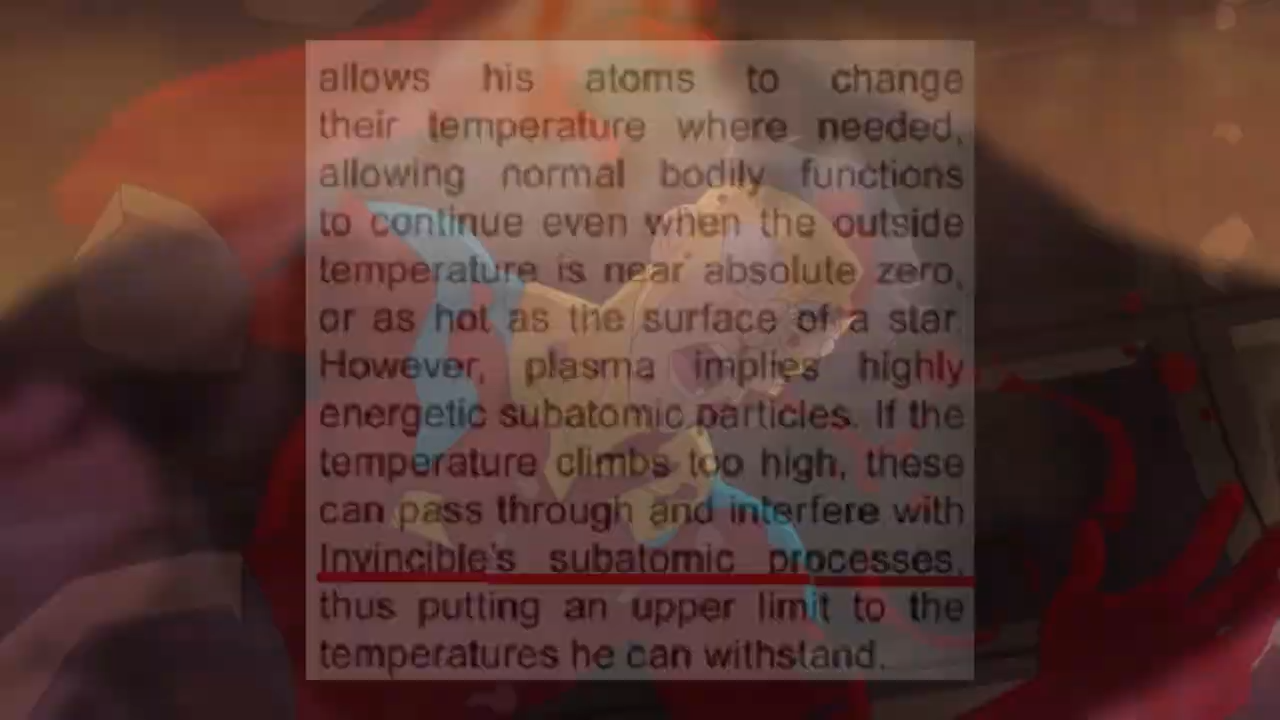 allows his atoms to change
their temperature where needed,
allowing normal bodily functions
to continue even when the outside
temperature is near absolute zero,
or as hot as the surface of a star.
However, plasma implies highly
energetic subatomic particles. If the
temperature climbs too high, these
can pass through and interfere with
Invincible's subatomic processes,
thus putting an upper limit to the
temperatures he can withstand.